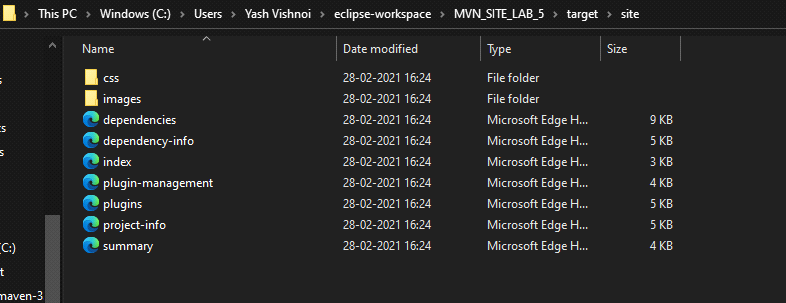 This PC > Windows (C:) > Users > Yash Vishnoi > eclipse-workspace > MVN_SITE_LAB_5 > target > site
Name Date modified Type Size
css 28-02-2021 16:24 File folder
images 28-02-2021 16:24 File folder
dependencies 28-02-2021 16:24 Microsoft Edge H... 9 KB
dependency-info 28-02-2021 16:24 Microsoft Edge H... 5 KB
index 28-02-2021 16:24 Microsoft Edge H... 3 KB
plugin-management 28-02-2021 16:24 Microsoft Edge H... 4 KB
plugins 28-02-2021 16:24 Microsoft Edge H... 5 KB
project-info 28-02-2021 16:24 Microsoft Edge H... 5 KB
summary 28-02-2021 16:24 Microsoft Edge H... 4 KB
(C:)
maven-3